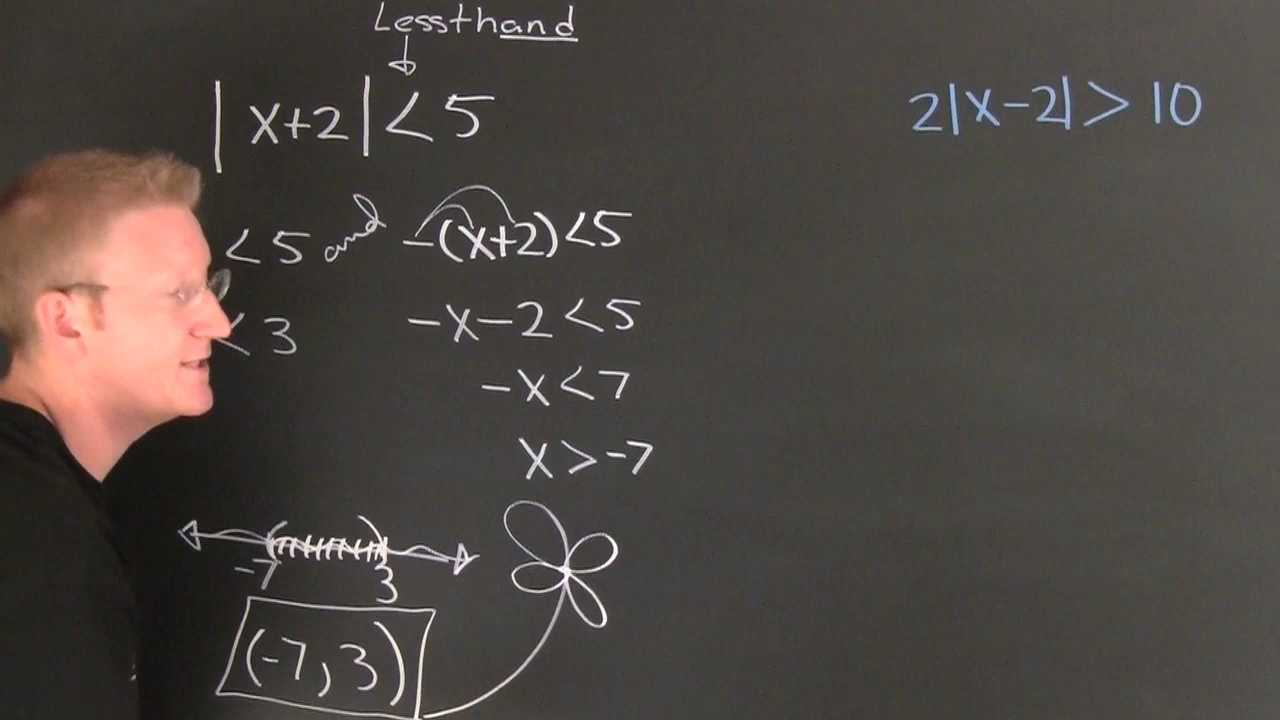 Lessthand
|x+2| < 5
2|x-2| > 10
< 5 and -(x+2) < 5
< 3
-x-2 < 5
-x < 7
x > -7
-7
3
(-7, 3)